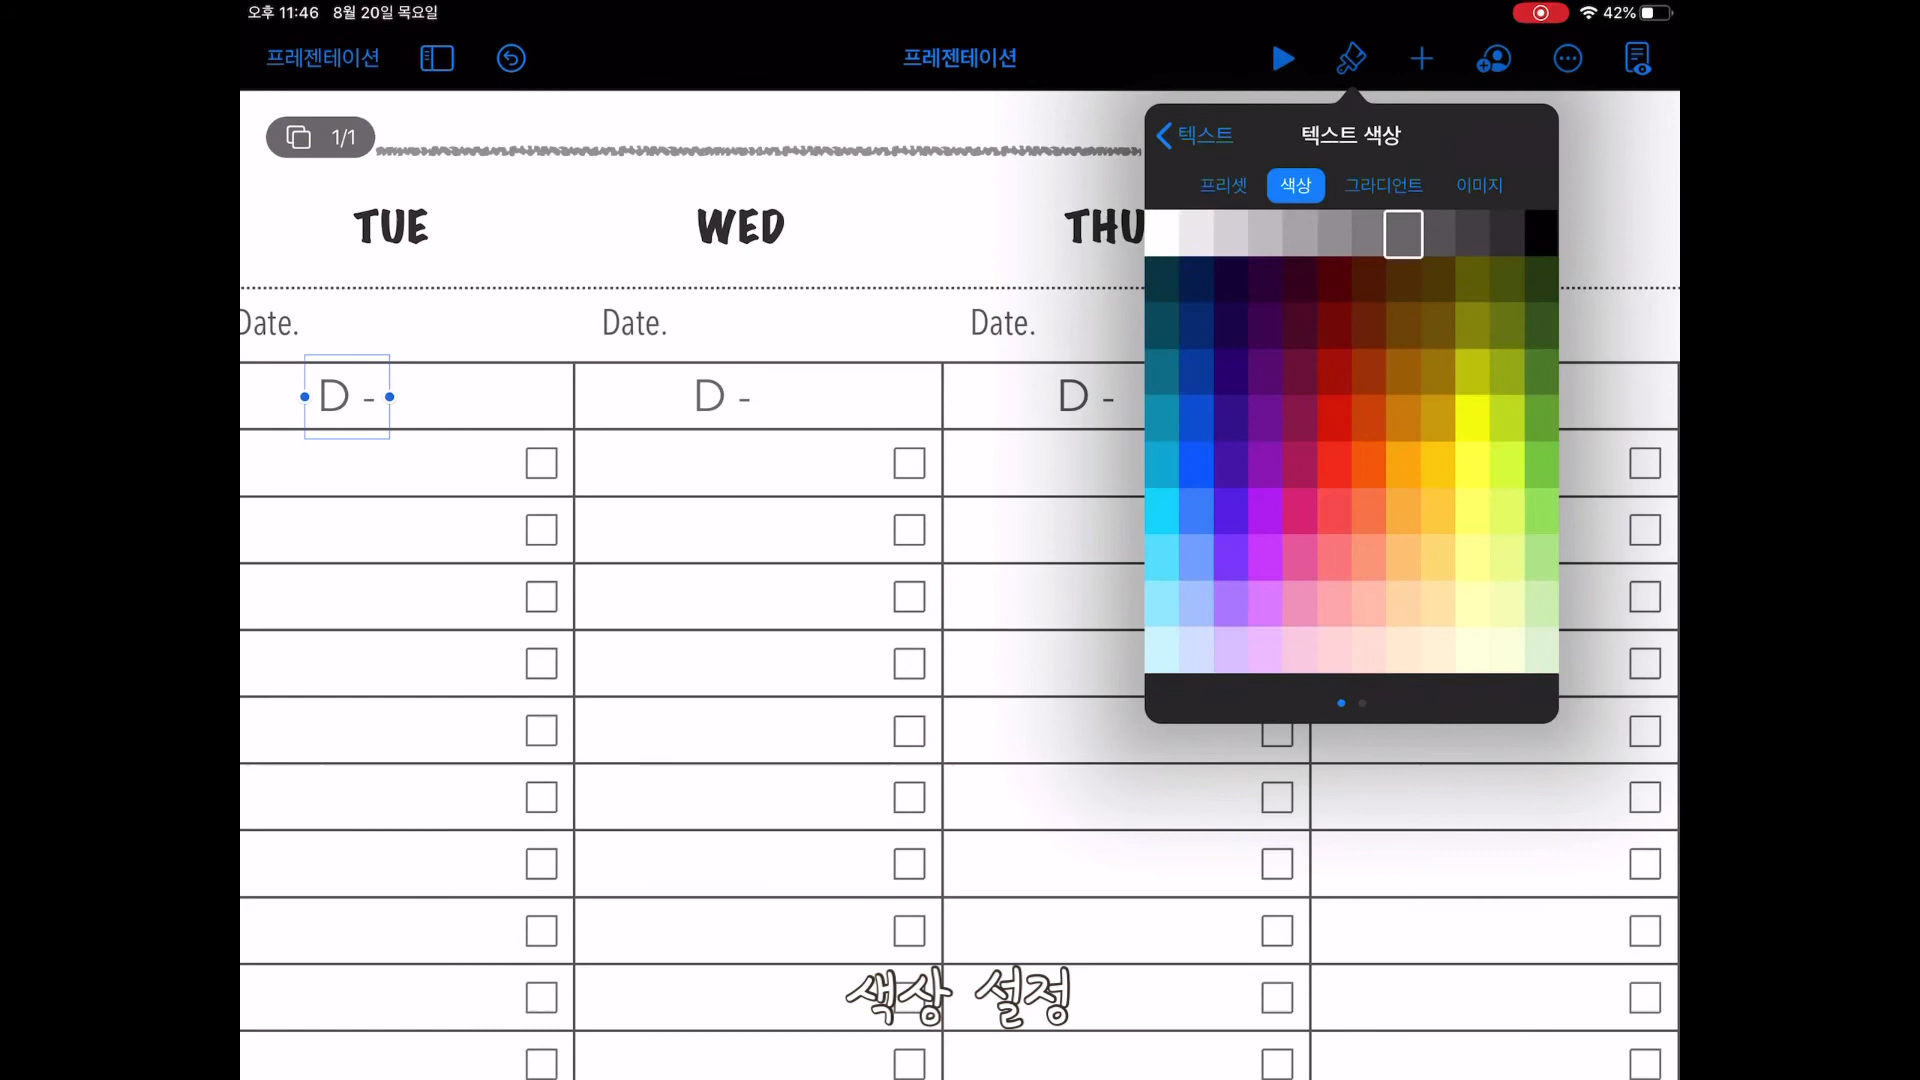 오후 11:46 8월 20일 목요일
42%
프레젠테이션
프레젠테이션
1/1
텍스트
텍스트 색상
프리셋
색상
그라디언트
이미지
TUE
WED
THU
Date.
Date.
Date.
D -
D -
D -
색상 설정